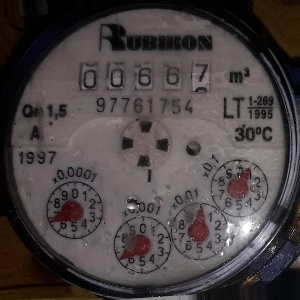 RUBIKON
00667 m³
97761754
Qn 1,5
A
1997
LT 1-269
1995
30°C
x0,0001
x0,001
x0,01
x0,1